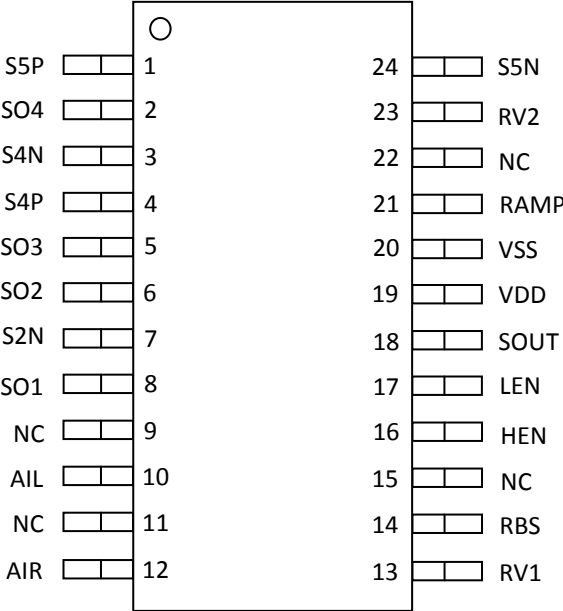 S5P 1 24 S5N
SO4 2 23 RV2
S4N 3 22 NC
S4P 4 21 RAMP
SO3 5 20 VSS
SO2 6 19 VDD
S2N 7 18 SOUT
SO1 8 17 LEN
NC 9 16 HEN
AIL 10 15 NC
NC 11 14 RBS
AIR 12 13 RV1